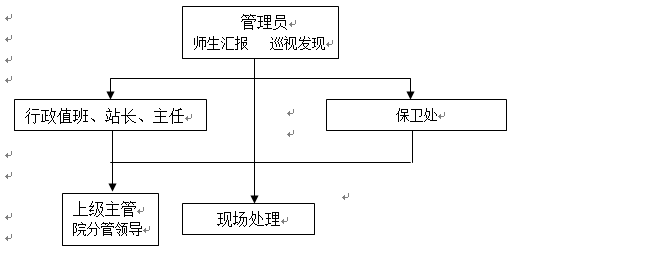 管理员
师生汇报 巡视发现
行政值班、站长、主任
保卫处
上级主管
院分管领导
现场处理